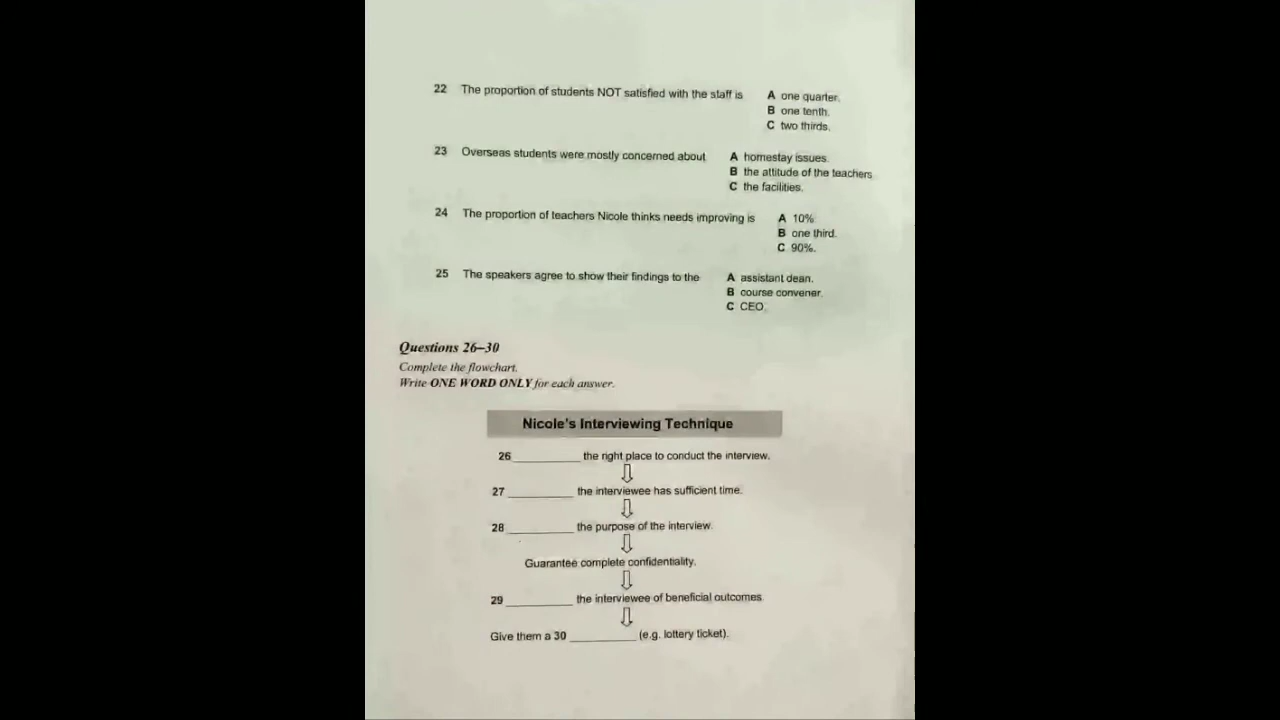 22 The proportion of students NOT satisfied with the staff is A one quarter.
B one tenth.
C two thirds.
23 Overseas students were mostly concerned about A homestay issues.
B the attitude of the teachers
C the facilities.
24 The proportion of teachers Nicole thinks needs improving is A 10%
B one third.
C 90%.
25 The speakers agree to show their findings to the A assistant dean.
B course convener.
C CEO.
Questions 26–30
Complete the flowchart.
Write ONE WORD ONLY for each answer.
Nicole's Interviewing Technique
26 __________ the right place to conduct the interview.
27 __________ the interviewee has sufficient time.
28 __________ the purpose of the interview.
Guarantee complete confidentiality.
29 __________ the interviewee of beneficial outcomes.
Give them a 30 __________ (e.g. lottery ticket).